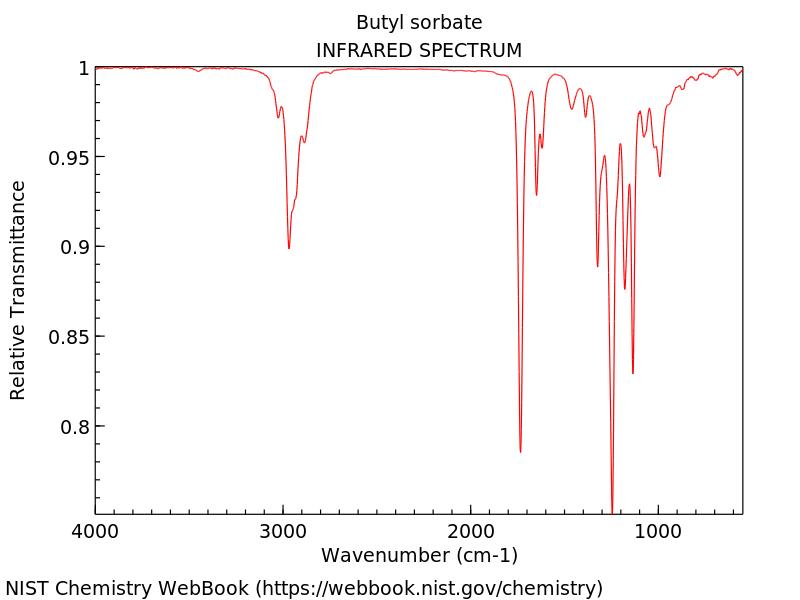 Butyl sorbate
INFRARED SPECTRUM
1
0.95
0.9
0.85
0.8
Relative Transmittance
4000 3000 2000 1000
Wavenumber (cm-1)
NIST Chemistry WebBook (https://webbook.nist.gov/chemistry)